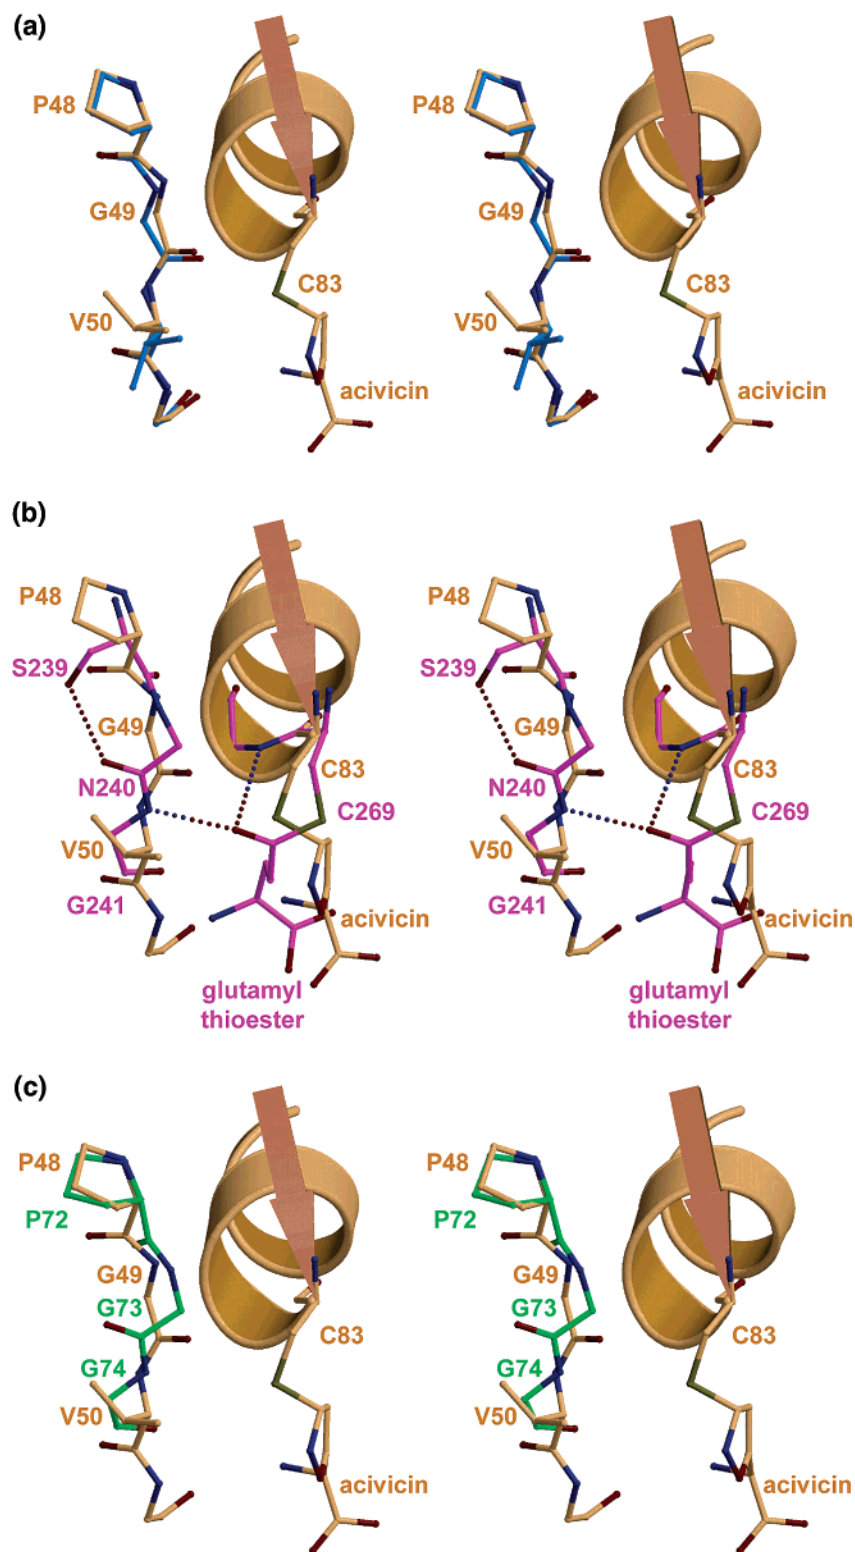 (a)
P48 P48
G49 G49
C83 C83
V50 V50
acivicin acivicin
(b)
P48 P48
S239 S239
G49 G49
C83 C83
N240 N240
C269 C269
V50 V50
G241 G241
acivicin acivicin
glutamyl glutamyl
thioester thioester
(c)
P48 P48
P72 P72
G49 G49
G73 G73
C83 C83
G74 G74
V50 V50
acivicin acivicin